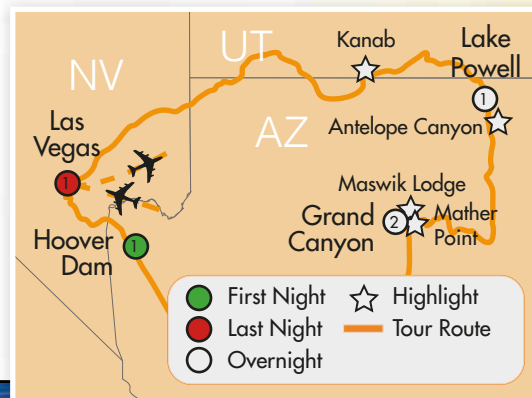 UT
Kanab
Lake
Powell
NV
1
Las
Vegas
AZ
Antelope Canyon
1
Maswik Lodge
Grand
Canyon
2
Mather
Point
Hoover
Dam
1
First Night
Highlight
Last Night
Tour Route
Overnight